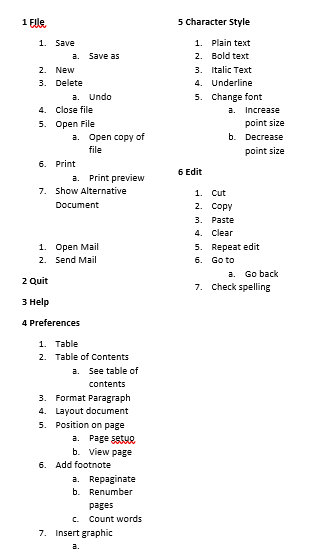 1 File
1. Save
a. Save as
2. New
3. Delete
a. Undo
4. Close file
5. Open File
a. Open copy of
file
6. Print
a. Print preview
7. Show Alternative
Document
1. Open Mail
2. Send Mail
2 Quit
3 Help
4 Preferences
1. Table
2. Table of Contents
a. See table of
contents
3. Format Paragraph
4. Layout document
5. Position on page
a. Page setuo
b. View page
6. Add footnote
a. Repaginate
b. Renumber
pages
c. Count words
7. Insert graphic
a.
5 Character Style
1. Plain text
2. Bold text
3. Italic Text
4. Underline
5. Change font
a. Increase
point size
b. Decrease
point size
6 Edit
1. Cut
2. Copy
3. Paste
4. Clear
5. Repeat edit
6. Go to
a. Go back
7. Check spelling